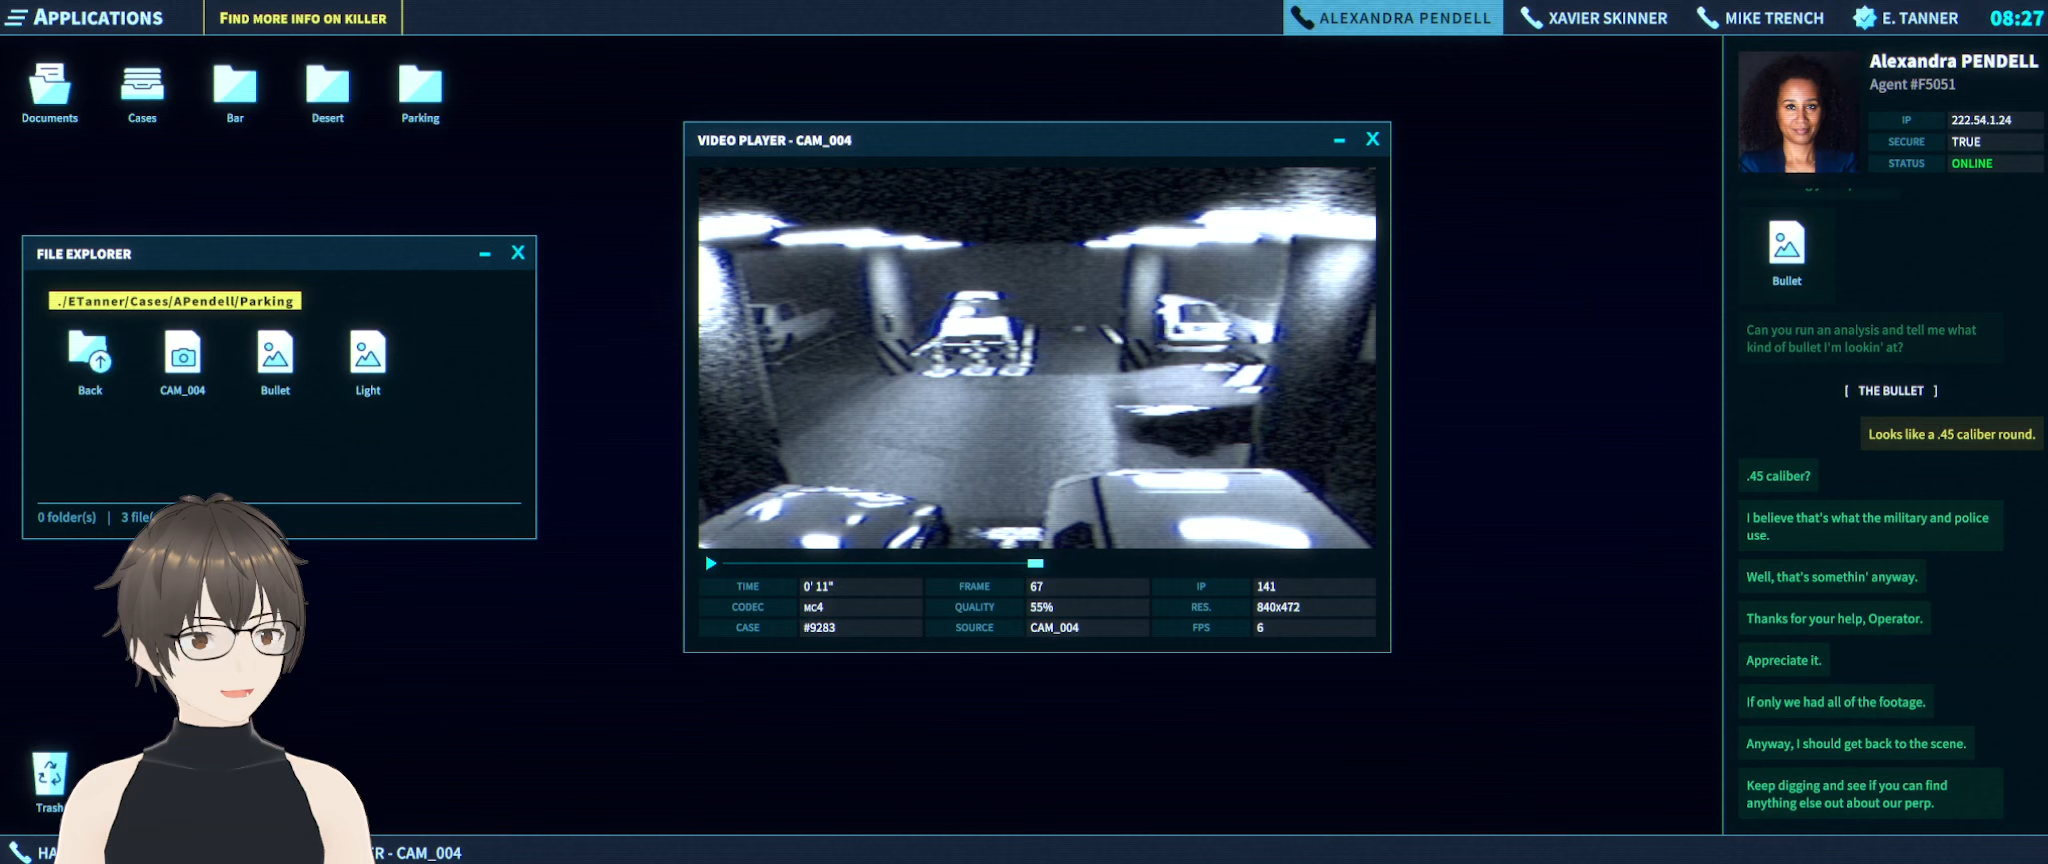 APPLICATIONS
FIND MORE INFO ON KILLER
ALEXANDRA PENDELL
XAVIER SKINNER
MIKE TRENCH
E. TANNER
08:27
Documents
Cases
Bar
Desert
Parking
FILE EXPLORER
./ETanner/Cases/APendell/Parking
Back
CAM_004
Bullet
Light
0 folder(s) | 3
Trash
VIDEO PLAYER - CAM_004
TIME 0' 11" FRAME 67 IP 141
CODEC MC4 QUALITY 55% RES. 840x472
CASE #9283 SOURCE CAM_004 FPS 6
Alexandra PENDELL
Agent #F5051
IP 222.54.1.24
SECURE TRUE
STATUS ONLINE
Bullet
Can you run an analysis and tell me what
kind of bullet I'm lookin' at?
[ THE BULLET ]
Looks like a .45 caliber round.
.45 caliber?
I believe that's what the military and police
use.
Well, that's somethin' anyway.
Thanks for your help, Operator.
Appreciate it.
If only we had all of the footage.
Anyway, I should get back to the scene.
Keep digging and see if you can find
anything else out about our perp.
- CAM_004